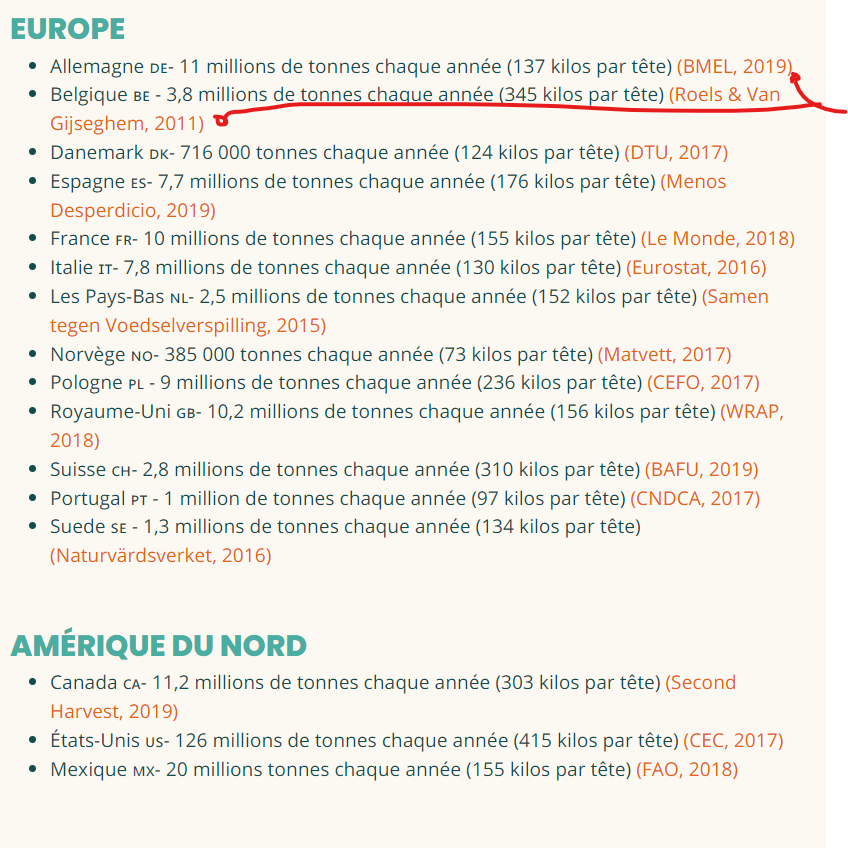 EUROPE
Allemagne DE- 11 millions de tonnes chaque année (137 kilos par tête) (BMEL, 2019)
Belgique BE - 3,8 millions de tonnes chaque année (345 kilos par tête) (Roels & Van
Gijseghem, 2011)
Danemark DK- 716 000 tonnes chaque année (124 kilos par tête) (DTU, 2017)
Espagne ES- 7,7 millions de tonnes chaque année (176 kilos par tête) (Menos
Desperdicio, 2019)
France FR- 10 millions de tonnes chaque année (155 kilos par tête) (Le Monde, 2018)
Italie IT- 7,8 millions de tonnes chaque année (130 kilos par tête) (Eurostat, 2016)
Les Pays-Bas NL- 2,5 millions de tonnes chaque année (152 kilos par tête) (Samen
tegen Voedselverspilling, 2015)
Norvège NO- 385 000 tonnes chaque année (73 kilos par tête) (Matvett, 2017)
Pologne PL - 9 millions de tonnes chaque année (236 kilos par tête) (CEFO, 2017)
Royaume-Uni GB- 10,2 millions de tonnes chaque année (156 kilos par tête) (WRAP,
2018)
Suisse CH- 2,8 millions de tonnes chaque année (310 kilos par tête) (BAFU, 2019)
Portugal PT - 1 million de tonnes chaque année (97 kilos par tête) (CNDCA, 2017)
Suede SE - 1,3 millions de tonnes chaque année (134 kilos par tête)
(Naturvärdsverket, 2016)
AMÉRIQUE DU NORD
Canada CA- 11,2 millions de tonnes chaque année (303 kilos par tête) (Second
Harvest, 2019)
États-Unis US- 126 millions de tonnes chaque année (415 kilos par tête) (CEC, 2017)
Mexique MX- 20 millions tonnes chaque année (155 kilos par tête) (FAO, 2018)